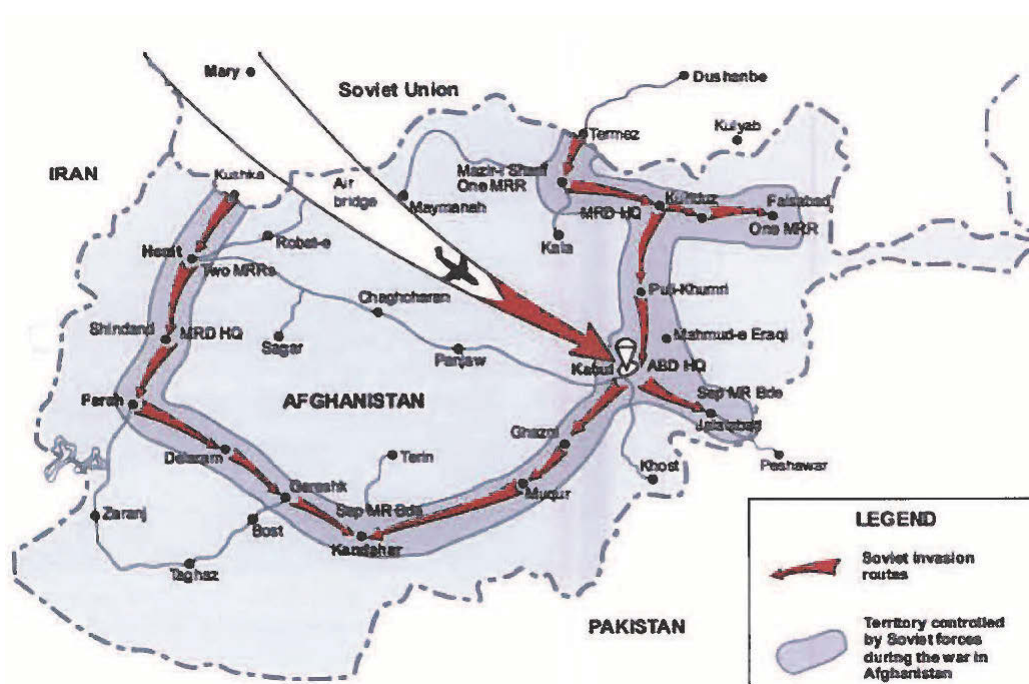 Mary
Soviet Union
Dushanbe
Termez
Kulyab
IRAN
Kushka
Air
bridge
Mazir-i Sharif
One MRR
Maymanah
MRD HQ
Kunduz
Faisabad
One MRR
Kala
Herat
Robat-e
Two MRRs
Puli-Khumri
Chaghcharan
Shindand
MRD HQ
Sagar
Panjaw
Mahmud-e Eraqi
Kabul
ABD HQ
Farah
AFGHANISTAN
Sep MR Bde
Jalalabad
Ghazni
Delaram
Terin
Khost
Peshawar
Gereshk
Muqur
Sep MR Bde
Zaranj
Bost
Kandahar
Taghaz
PAKISTAN
LEGEND
Soviet invasion
routes
Territory controlled
by Soviet forces
during the war in
Afghanistan